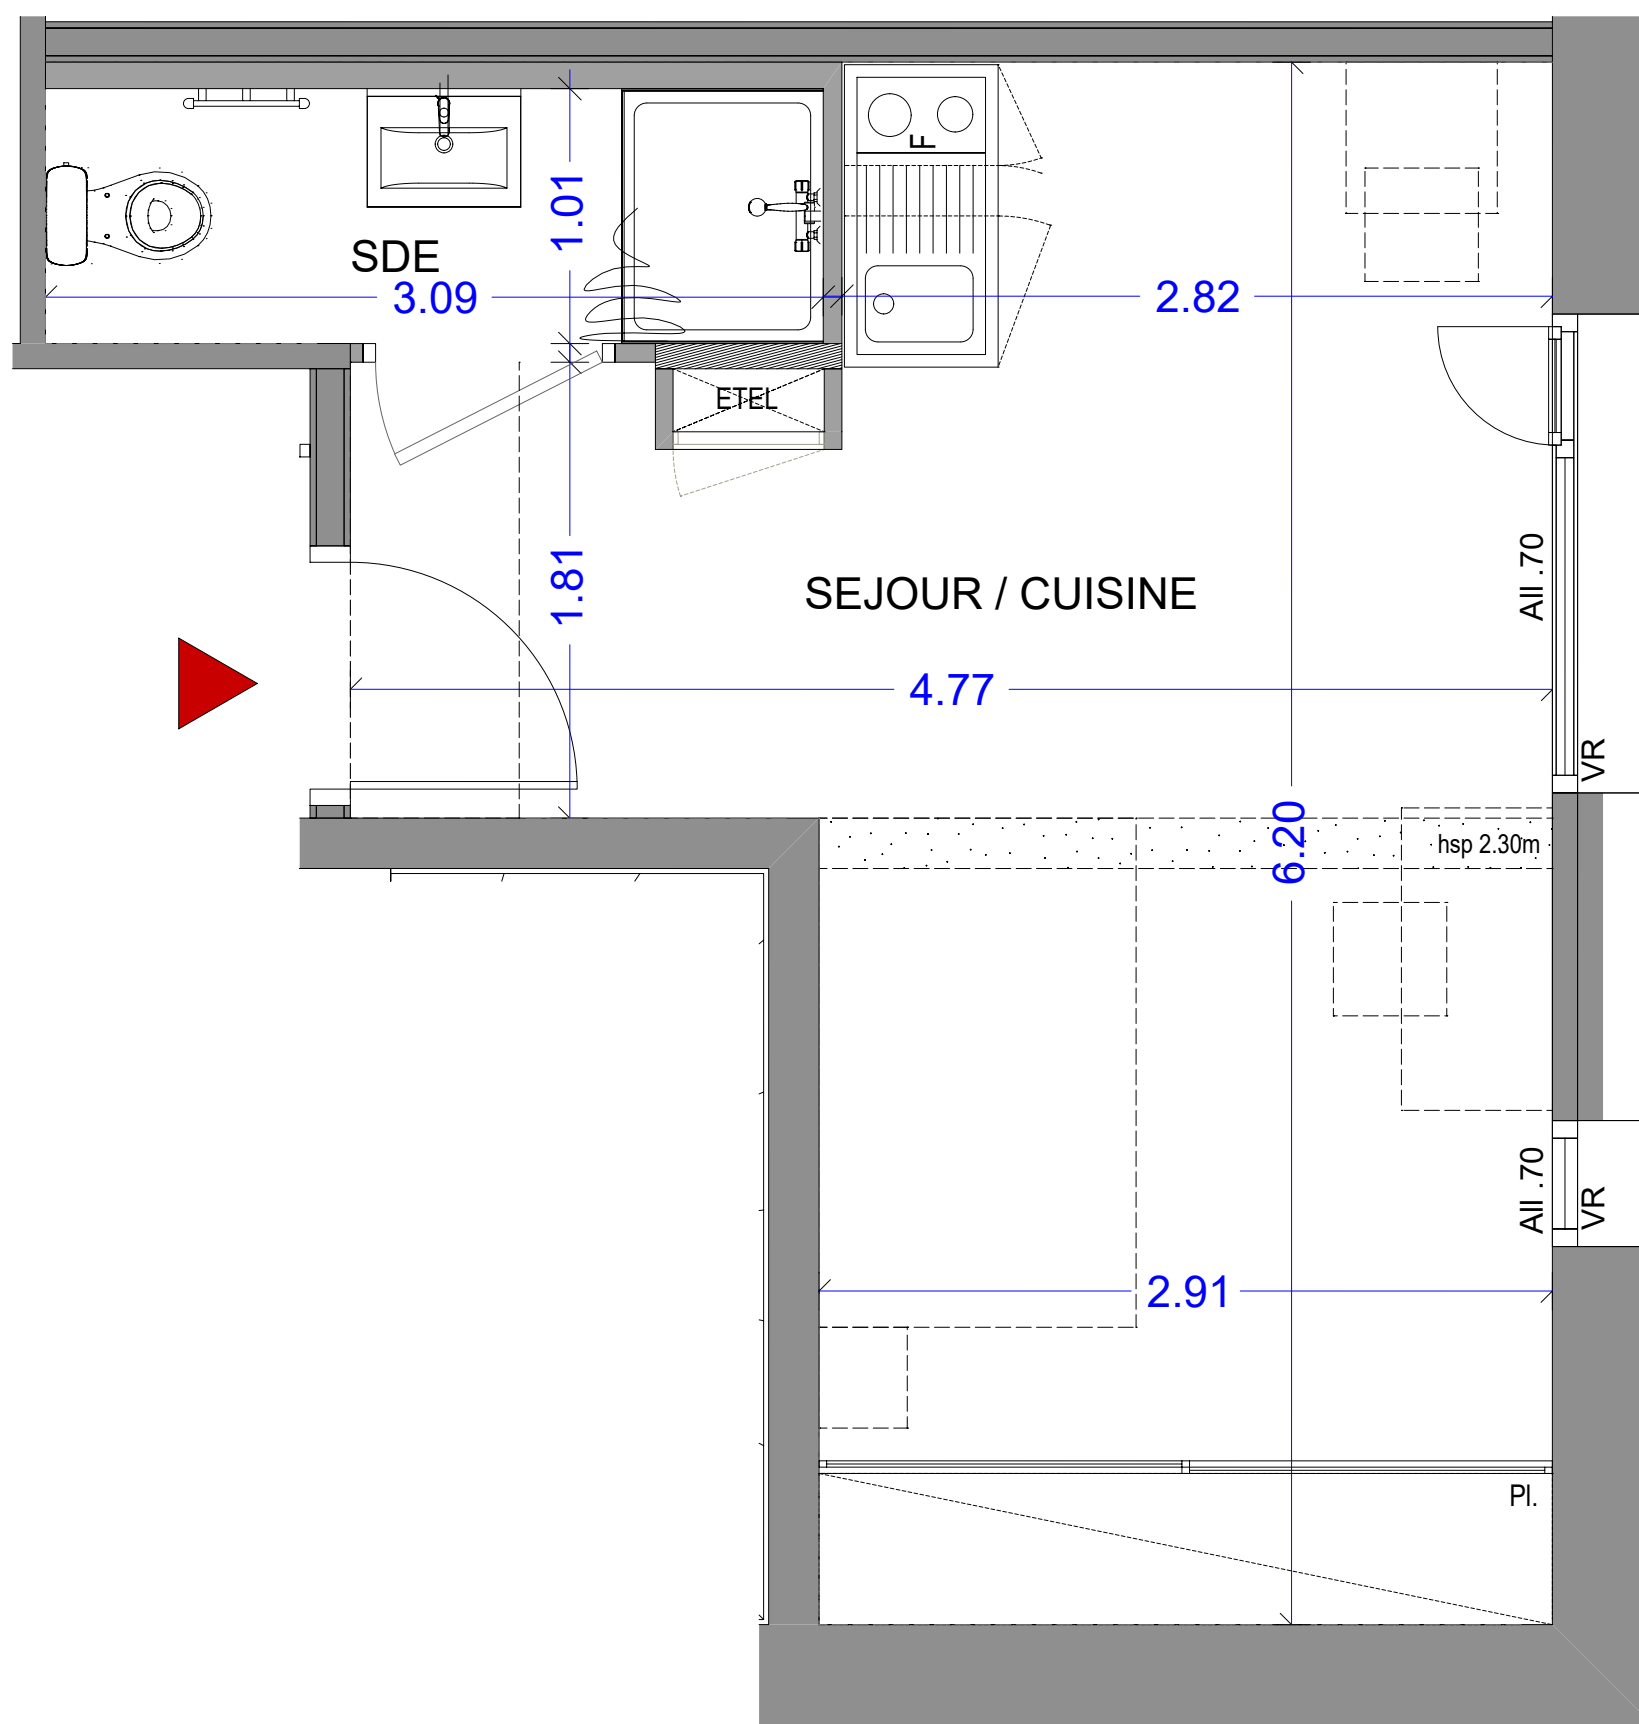 F
1.01
SDE
3.09
2.82
ETEL
All .70
1.81
SEJOUR / CUISINE
4.77
VR
6.20
hsp 2.30m
All .70
VR
2.91
Pl.